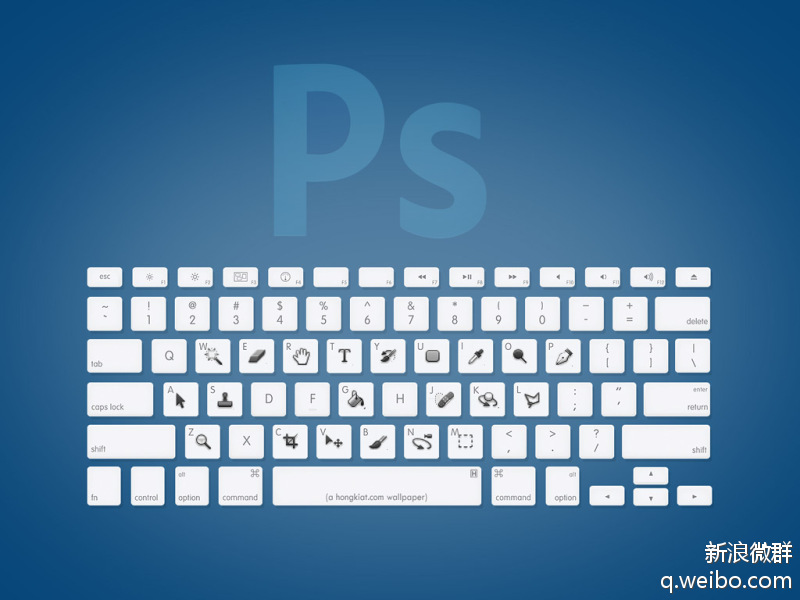 Ps
esc F1 F2 F3 F4 F5 F6 F7 F8 F9 F10 F11 F12
~ ` ! 1 @ 2 # 3 $ 4 % 5 ^ 6 & 7 * 8 ( 9 ) 0 – - + = delete
tab Q W E R T Y U I O P { [ } ] | \
caps lock A S D F G H J K L : ; " ' enter return
shift Z X C V B N M < , > . ? / shift
fn control alt option ⌘ command (a hongkiat.com wallpaper) ⌘ command alt option
新浪微群
q.weibo.com